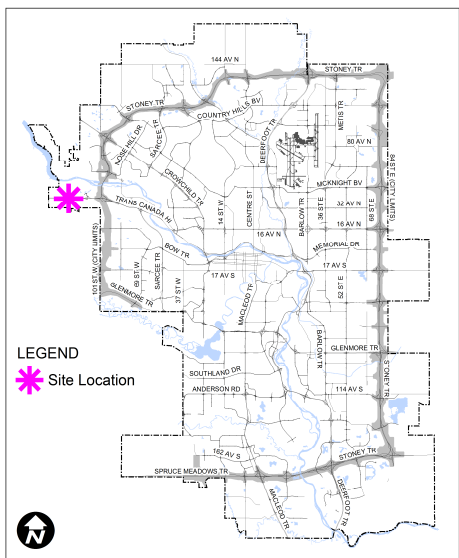 144 AV N
STONEY TR
STONEY TR
COUNTRY HILLS BV
DEERFOOT TR
METIS TR
SARCEE TR
80 AV N
CROWCHILD TR
MCKNIGHT BV
84 ST E (CITY LIMITS)
68 ST E
36 ST E
BARLOW TR
32 AV N
14 ST W
CENTRE ST
TRANS CANADA HI
16 AV N
16 AV N
101 ST W (CITY LIMITS)
BOW TR
MEMORIAL DR
17 AV S
17 AV S
69 ST W
SARCEE TR
37 ST W
52 ST E
GLENMORE TR
MACLEOD TR
BARLOW TR
GLENMORE TR
LEGEND
Site Location
SOUTHLAND DR
STONEY TR
ANDERSON RD
114 AV S
162 AV S
STONEY TR
SPRUCE MEADOWS TR
MACLEOD TR
DEERFOOT TR
N